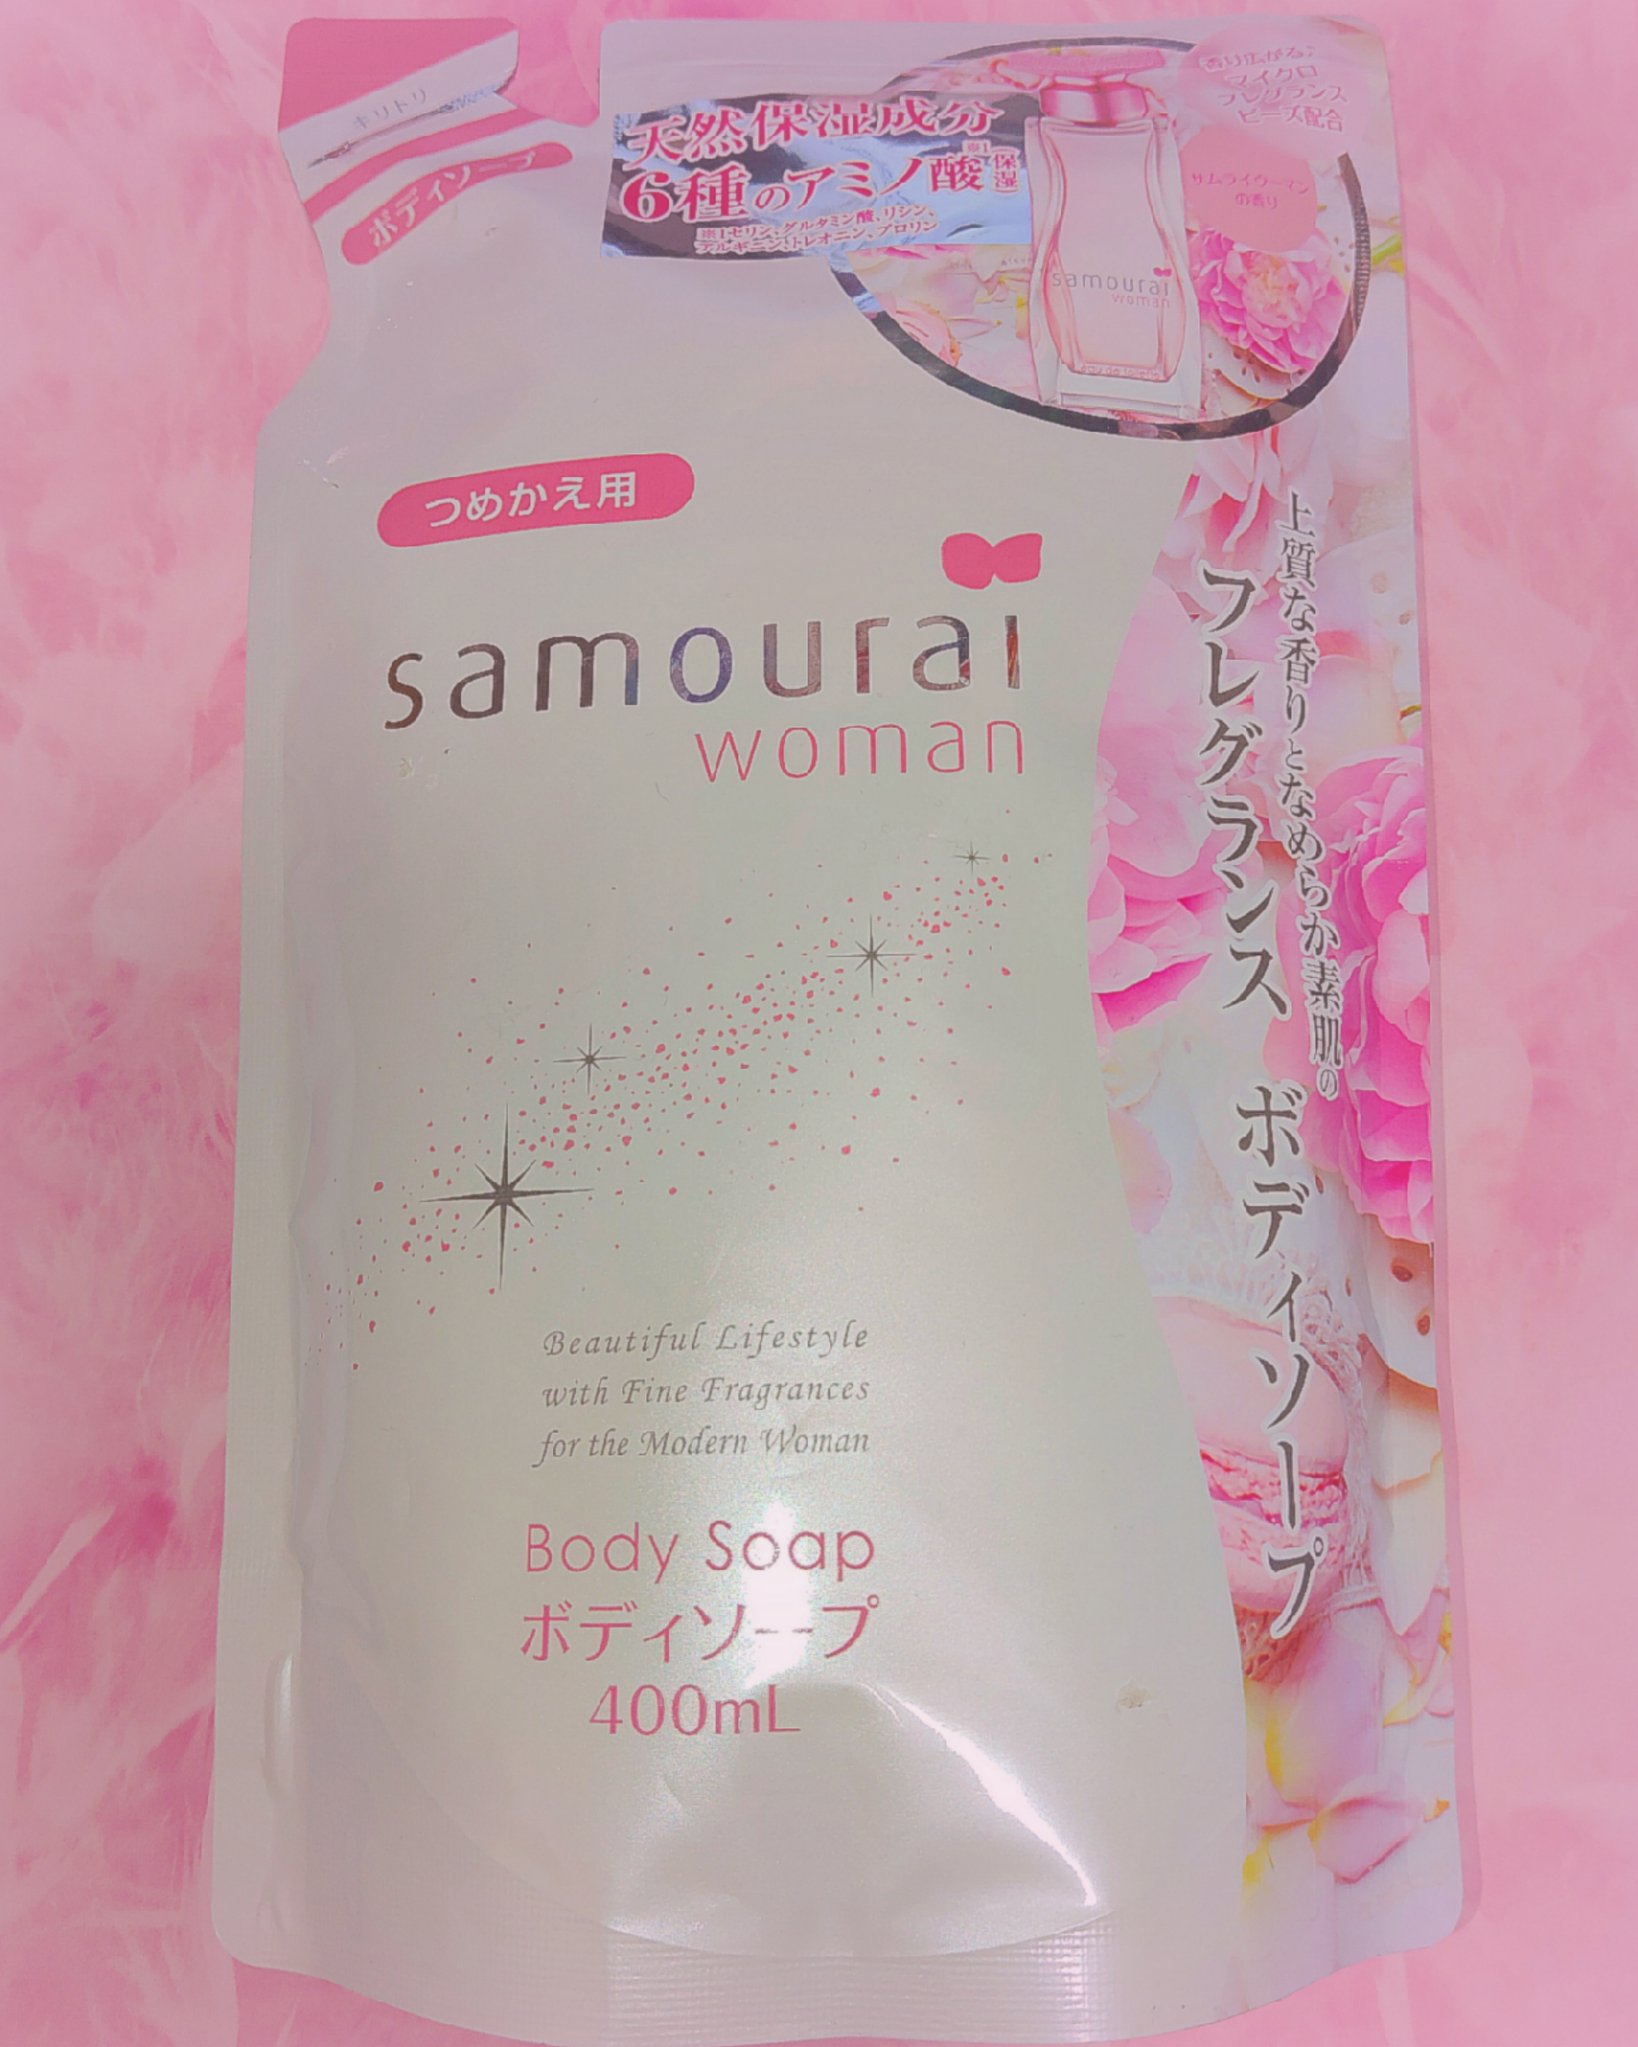 キリトリ
ボディソープ
天然保湿成分
6種のアミノ酸※1(保湿)
※1セリン、グルタミン酸、リシン、
アルギニン、トレオニン、プロリン
香り広がる♪
マイクロ
フレグランス
ビーズ配合
サムライウーマン
の香り
samourai
woman
eau de toilette
つめかえ用
samourai
woman
上質な香りとなめらか素肌の
フレグランス ボディソープ
Beautiful Lifestyle
with Fine Fragrances
for the Modern Woman
Body Soap
ボディソープ
400mL